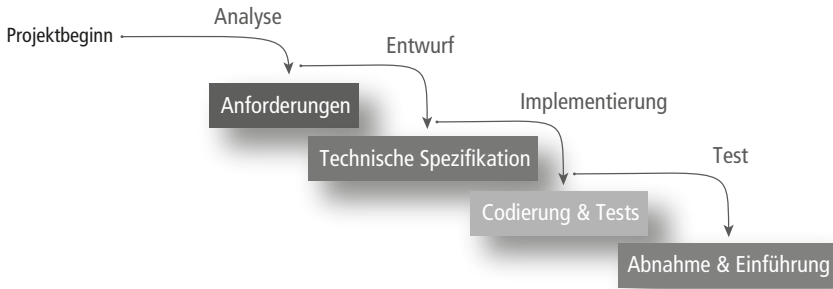 Analyse
Projektbeginn
Entwurf
Anforderungen
Implementierung
Technische Spezifikation
Test
Codierung & Tests
Abnahme & Einführung